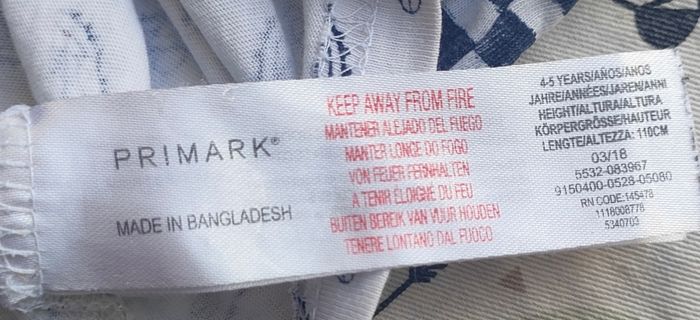 PRIMARK®
MADE IN BANGLADESH
KEEP AWAY FROM FIRE
MANTENER ALEJADO DEL FUEGO
MANTER LONGE DO FOGO
VON FEUER FERNHALTEN
A TENIR ÉLOIGNÉ DU FEU
BUITEN BEREIK VAN VUUR HOUDEN
TENERE LONTANO DAL FUOCO
4-5 YEARS/AÑOS/ANOS
JAHRE/ANNÉES/JAREN/ANNI
HEIGHT/ALTURA/ALTURA
KÖRPERGRÖSSE/HAUTEUR
LENGTE/ALTEZZA: 110CM
03/18
5532-083967
9150400-0528-05080
RN CODE:145478
1118008778
5340703